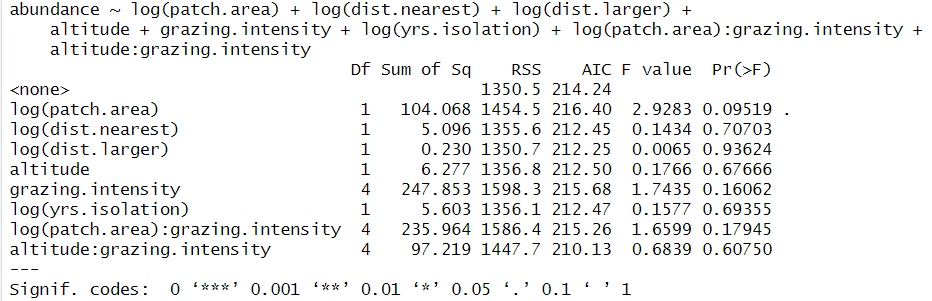 abundance ~ log(patch.area) + log(dist.nearest) + log(dist.larger) +
    altitude + grazing.intensity + log(yrs.isolation) + log(patch.area):grazing.intensity +
    altitude:grazing.intensity
                                  Df Sum of Sq    RSS    AIC F value  Pr(>F)
<none>                                         1350.5 214.24
log(patch.area)                    1   104.068 1454.5 216.40  2.9283 0.09519 .
log(dist.nearest)                  1     5.096 1355.6 212.45  0.1434 0.70703
log(dist.larger)                   1     0.230 1350.7 212.25  0.0065 0.93624
altitude                           1     6.277 1356.8 212.50  0.1766 0.67666
grazing.intensity                  4   247.853 1598.3 215.68  1.7435 0.16062
log(yrs.isolation)                 1     5.603 1356.1 212.47  0.1577 0.69355
log(patch.area):grazing.intensity  4   235.964 1586.4 215.26  1.6599 0.17945
altitude:grazing.intensity         4    97.219 1447.7 210.13  0.6839 0.60750
---
Signif. codes:  0 ‘***’ 0.001 ‘**’ 0.01 ‘*’ 0.05 ‘.’ 0.1 ‘ ’ 1